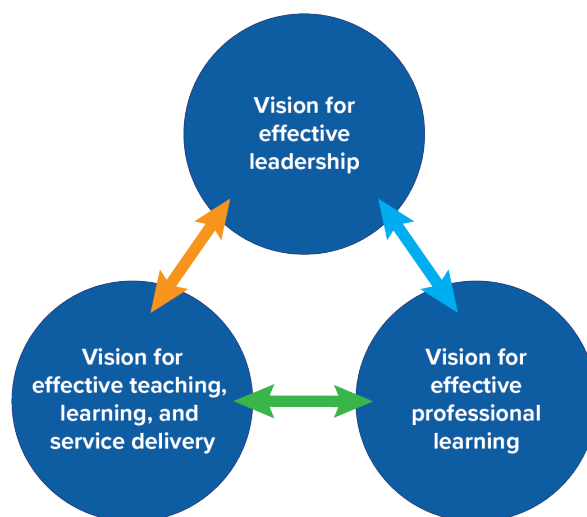 Vision for
effective
leadership
Vision for
effective teaching,
learning, and
service delivery
Vision for
effective
professional
learning